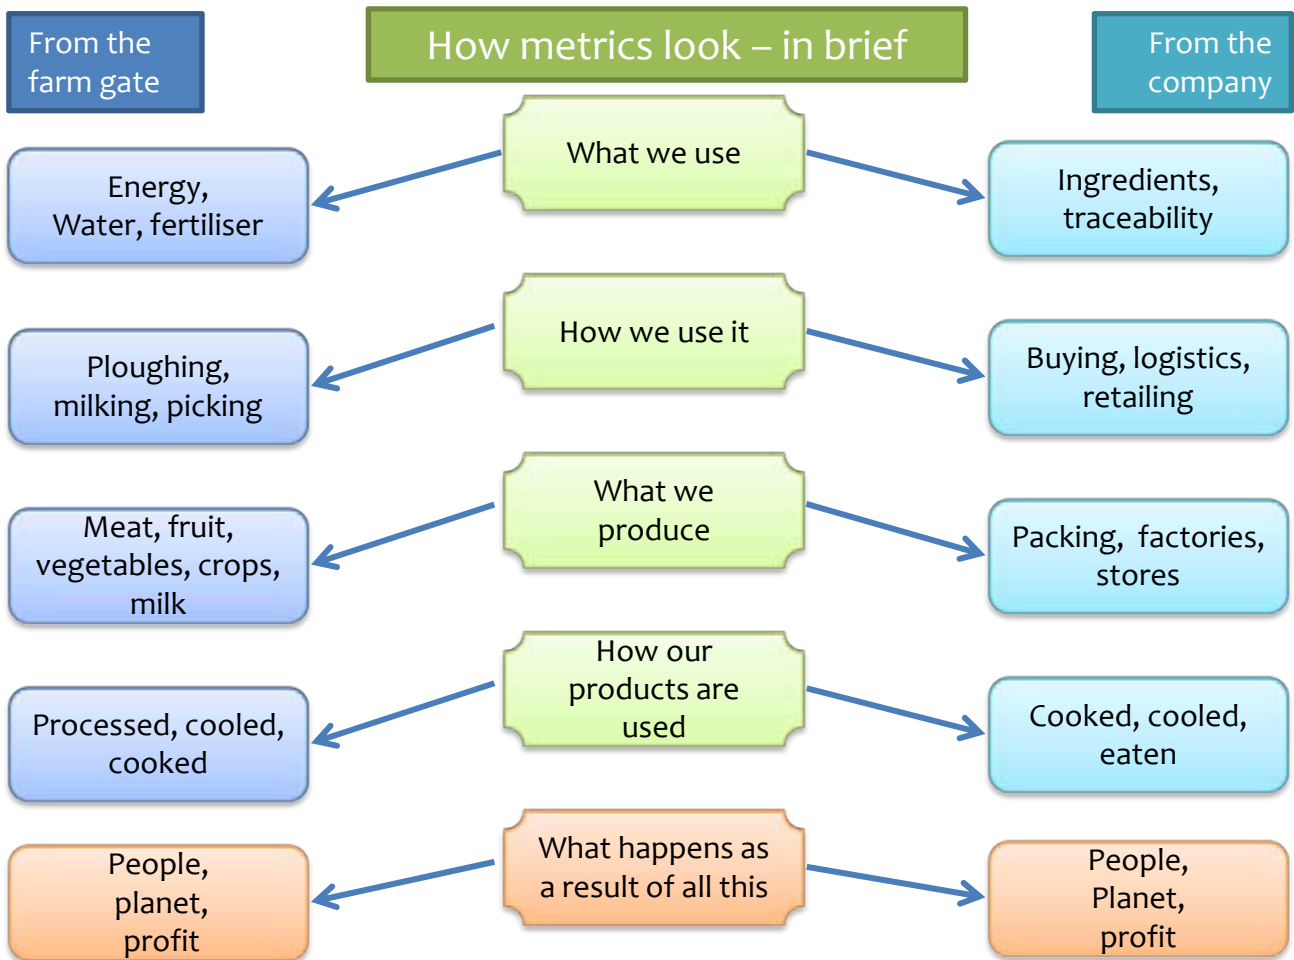 From the
farm gate
How metrics look – in brief
From the
company
What we use
Energy,
Water, fertiliser
Ingredients,
traceability
How we use it
Ploughing,
milking, picking
Buying, logistics,
retailing
What we
produce
Meat, fruit,
vegetables, crops,
milk
Packing, factories,
stores
How our
products are
used
Processed, cooled,
cooked
Cooked, cooled,
eaten
What happens as
a result of all this
People,
planet,
profit
People,
Planet,
profit